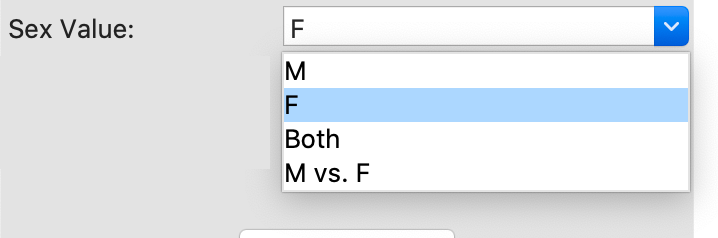 Sex Value: F
M
F
Both
M vs. F